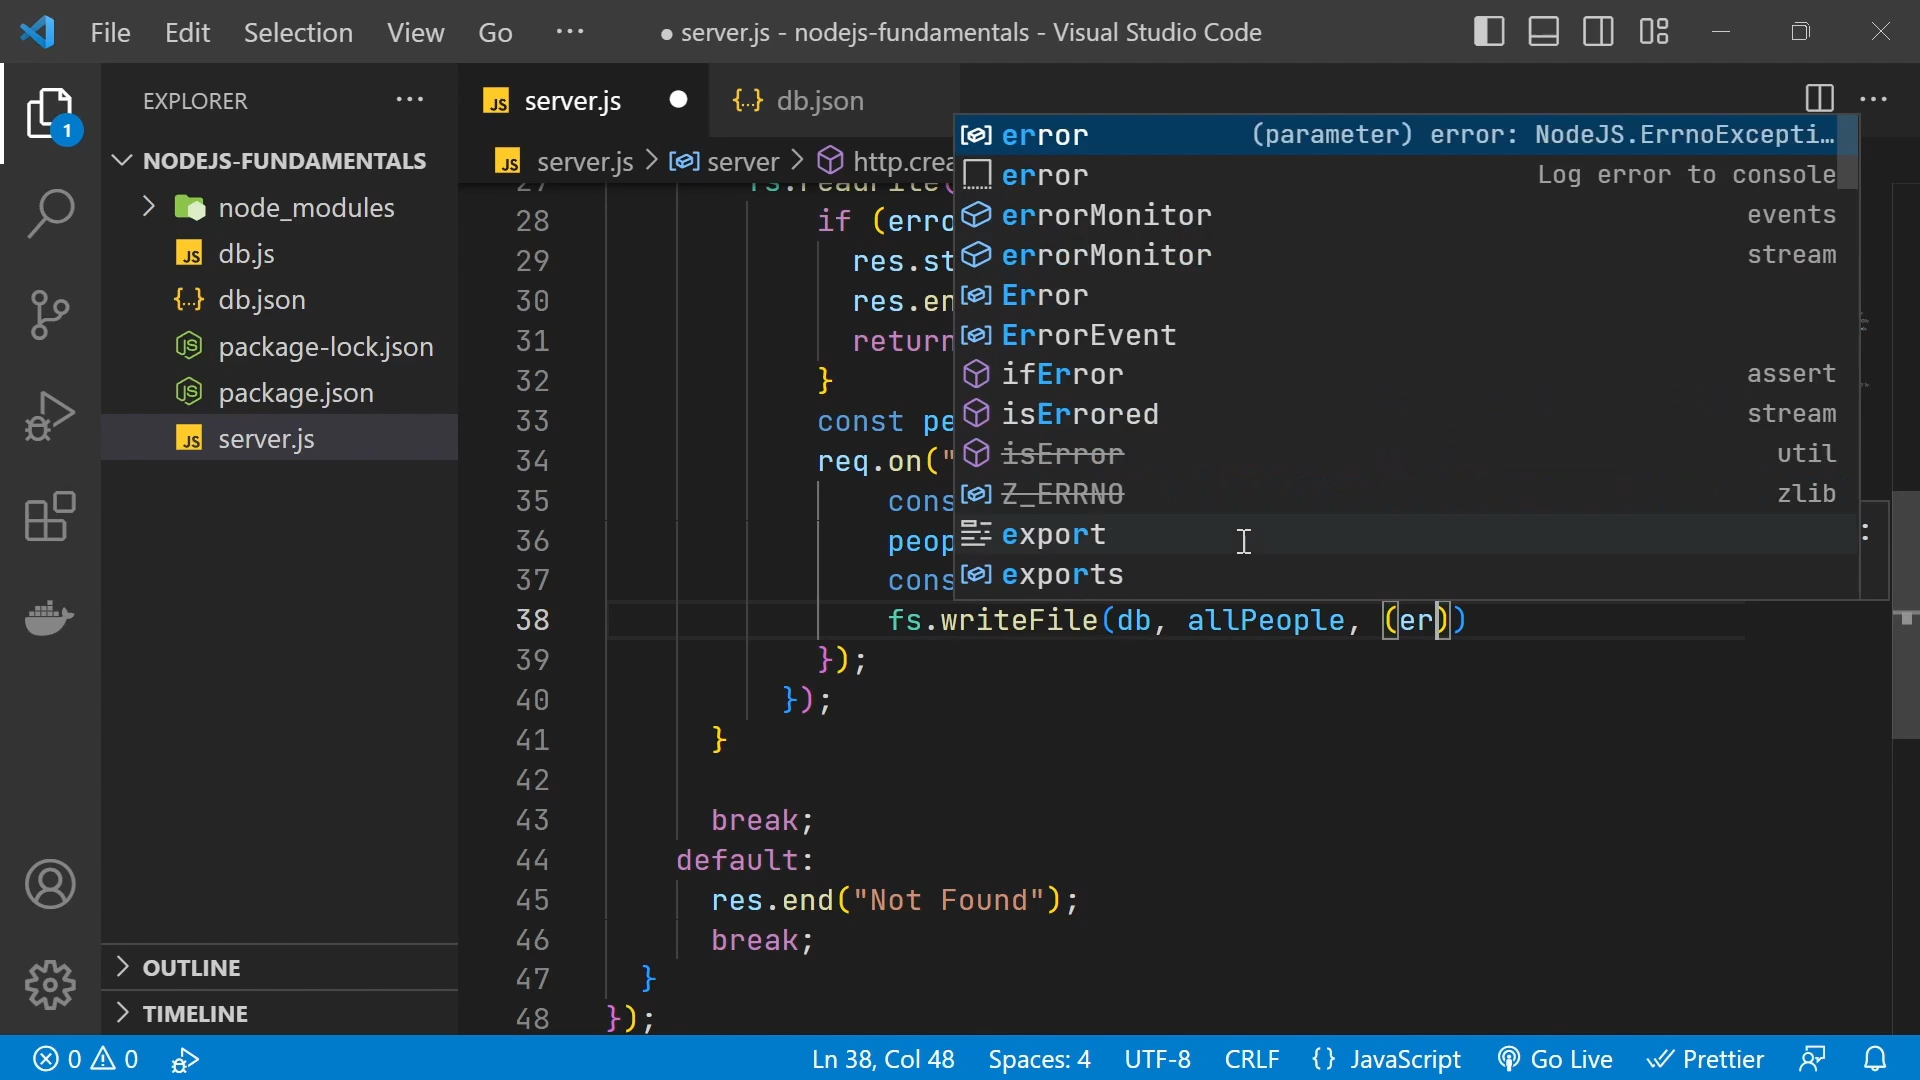 File Edit Selection View Go ··· ● server.js - nodejs-fundamentals - Visual Studio Code
EXPLORER ···
1
NODEJS-FUNDAMENTALS
node_modules
JS db.js
{..} db.json
package-lock.json
package.json
JS server.js
OUTLINE
TIMELINE
JS server.js ● {..} db.json
JS server.js > server > http.crea
28 if (erro
29 res.st
30 res.en
31 return
32 }
33 const pe
34 req.on("
35 cons
36 peop
37 cons
38 fs.writeFile(db, allPeople, (er))
39 });
40 });
41 }
42
43 break;
44 default:
45 res.end("Not Found");
46 break;
47 }
48 });
error (parameter) error: NodeJS.ErrnoExcepti…
error Log error to console
errorMonitor events
errorMonitor stream
Error
ErrorEvent
ifError assert
isErrored stream
isError util
Z_ERRNO zlib
export
exports
0 0 Ln 38, Col 48 Spaces: 4 UTF-8 CRLF {} JavaScript Go Live Prettier